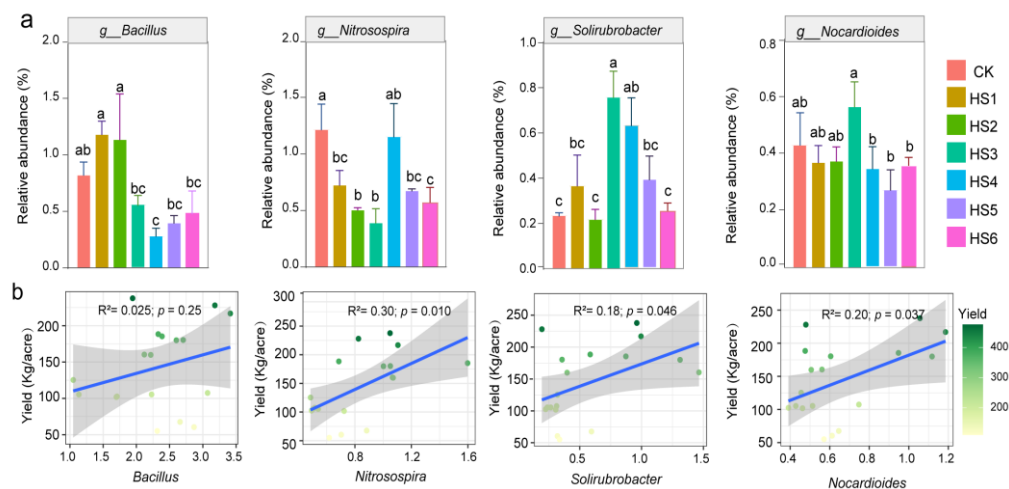 a
g__Bacillus
g__Nitrosospira
g__Solirubrobacter
g__Nocardioides
Relative abundance (%)
2.0
1.5
1.0
0.5
0.0
ab
a
a
bc
c
bc
bc
Relative abundance (%)
2.0
1.5
1.0
0.5
0.0
a
bc
b
b
ab
bc
c
Relative abundance (%)
1.0
0.8
0.6
0.4
0.2
0.0
c
bc
c
a
ab
bc
c
Relative abundance (%)
0.8
0.6
0.4
0.2
0.0
ab
ab
ab
a
b
b
b
CK
HS1
HS2
HS3
HS4
HS5
HS6
b
Yield (Kg/acre)
250
200
150
100
50
R²= 0.025; p = 0.25
1.0 1.5 2.0 2.5 3.0 3.5
Bacillus
Yield (Kg/acre)
300
250
200
150
100
50
R²= 0.30; p = 0.010
0.8 1.2 1.6
Nitrosospira
Yield (Kg/acre)
250
200
150
100
50
R²= 0.18; p = 0.046
0.5 1.0 1.5
Solirubrobacter
Yield (Kg/acre)
250
200
150
100
50
R²= 0.20; p = 0.037
0.4 0.6 0.8 1.0 1.2
Nocardioides
Yield
400
300
200